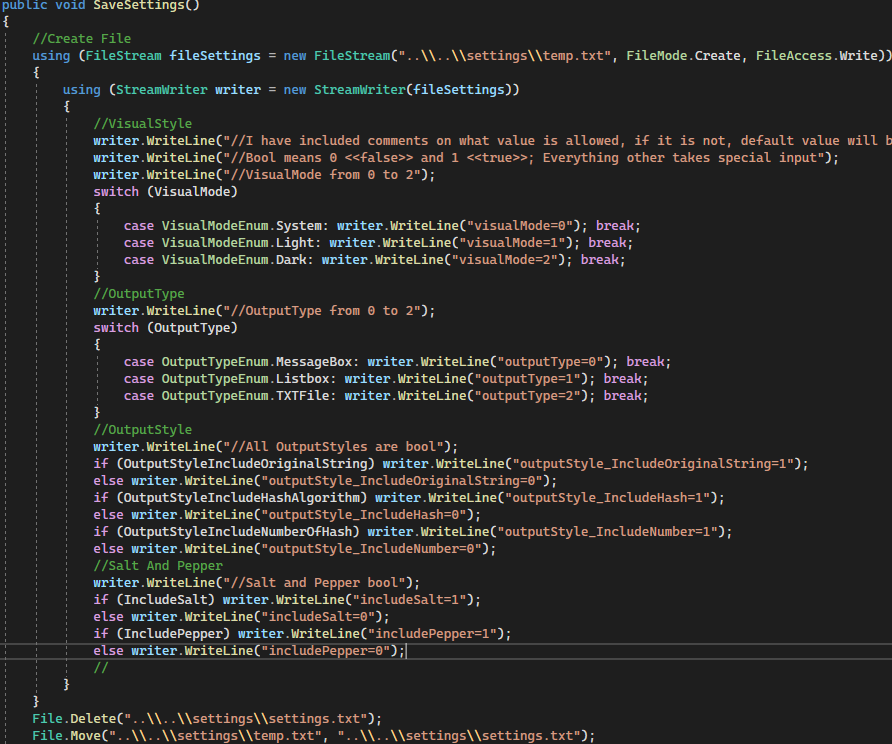 public void SaveSettings()
{
//Create File
using (FileStream fileSettings = new FileStream("..\\..\\settings\\temp.txt", FileMode.Create, FileAccess.Write))
{
using (StreamWriter writer = new StreamWriter(fileSettings))
{
//VisualStyle
writer.WriteLine("//I have included comments on what value is allowed, if it is not, default value will
writer.WriteLine("//Bool means 0 <<false>> and 1 <<true>>; Everything other takes special input");
writer.WriteLine("//VisualMode from 0 to 2");
switch (VisualMode)
{
case VisualModeEnum.System: writer.WriteLine("visualMode=0"); break;
case VisualModeEnum.Light: writer.WriteLine("visualMode=1"); break;
case VisualModeEnum.Dark: writer.WriteLine("visualMode=2"); break;
}
//OutputType
writer.WriteLine("//OutputType from 0 to 2");
switch (OutputType)
{
case OutputTypeEnum.MessageBox: writer.WriteLine("outputType=0"); break;
case OutputTypeEnum.Listbox: writer.WriteLine("outputType=1"); break;
case OutputTypeEnum.TXTFile: writer.WriteLine("outputType=2"); break;
}
//OutputStyle
writer.WriteLine("//All OutputStyles are bool");
if (OutputStyleIncludeOriginalString) writer.WriteLine("outputStyle_IncludeOriginalString=1");
else writer.WriteLine("outputStyle_IncludeOriginalString=0");
if (OutputStyleIncludeHashAlgorithm) writer.WriteLine("outputStyle_IncludeHash=1");
else writer.WriteLine("outputStyle_IncludeHash=0");
if (OutputStyleIncludeNumberOfHash) writer.WriteLine("outputStyle_IncludeNumber=1");
else writer.WriteLine("outputStyle_IncludeNumber=0");
//Salt And Pepper
writer.WriteLine("//Salt and Pepper bool");
if (IncludeSalt) writer.WriteLine("includeSalt=1");
else writer.WriteLine("includeSalt=0");
if (IncludePepper) writer.WriteLine("includePepper=1");
else writer.WriteLine("includePepper=0");
//
}
}
File.Delete("..\\..\\settings\\settings.txt");
File.Move("..\\..\\settings\\temp.txt", "..\\..\\settings\\settings.txt");